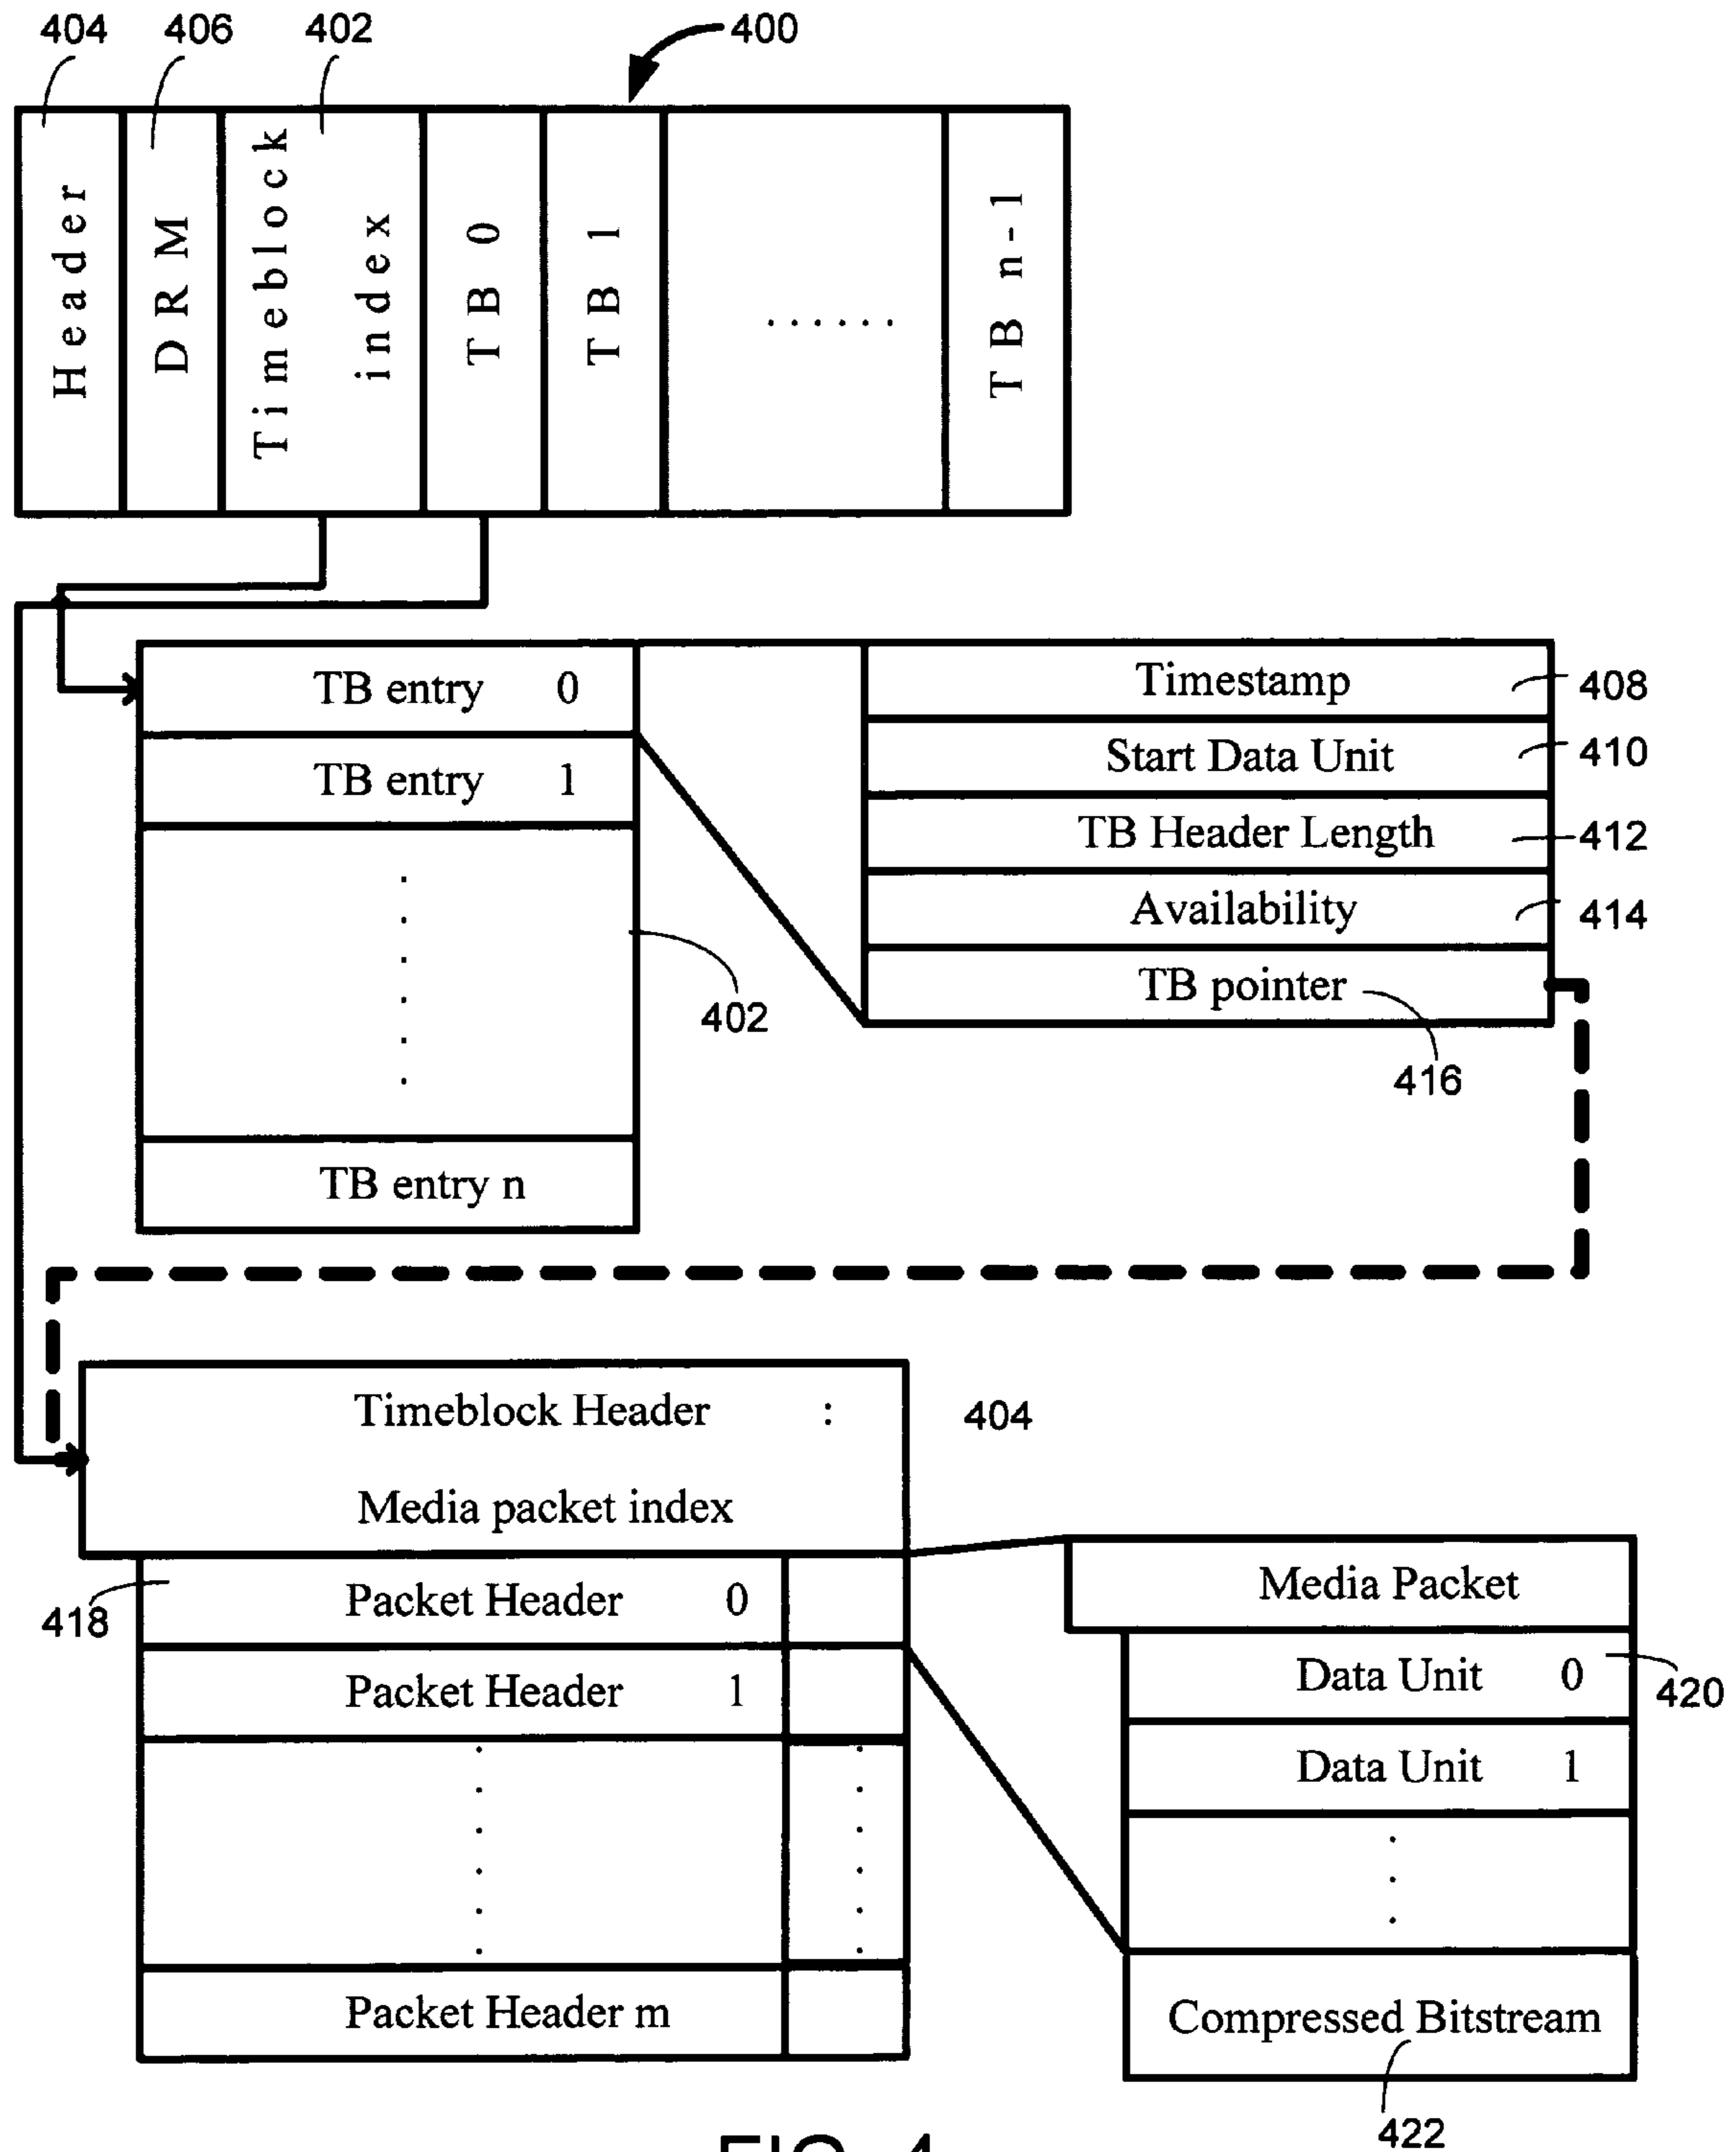 404 406 402 400
Header
DRM
Timeblock
index
TB 0
TB 1
......
TB n-1
TB entry 0
TB entry 1
TB entry n
402
Timestamp 408
Start Data Unit 410
TB Header Length 412
Availability 414
TB pointer
416
Timeblock Header : 404
Media packet index
418
Packet Header 0
Packet Header 1
Packet Header m
Media Packet
Data Unit 0 420
Data Unit 1
Compressed Bitstream
422